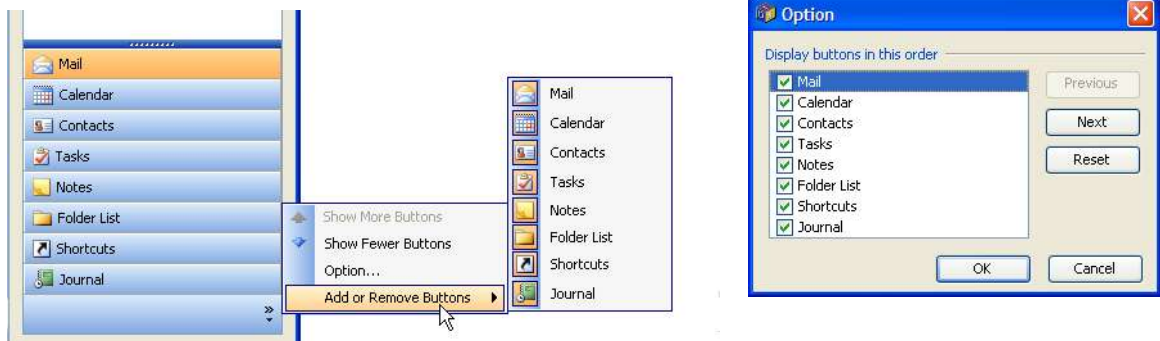 Mail
Calendar
Contacts
Tasks
Notes
Folder List
Shortcuts
Journal
»
Show More Buttons
Show Fewer Buttons
Option...
Add or Remove Buttons
Mail
Calendar
Contacts
Tasks
Notes
Folder List
Shortcuts
Journal
Option
Display buttons in this order
Mail
Calendar
Contacts
Tasks
Notes
Folder List
Shortcuts
Journal
Previous
Next
Reset
OK
Cancel